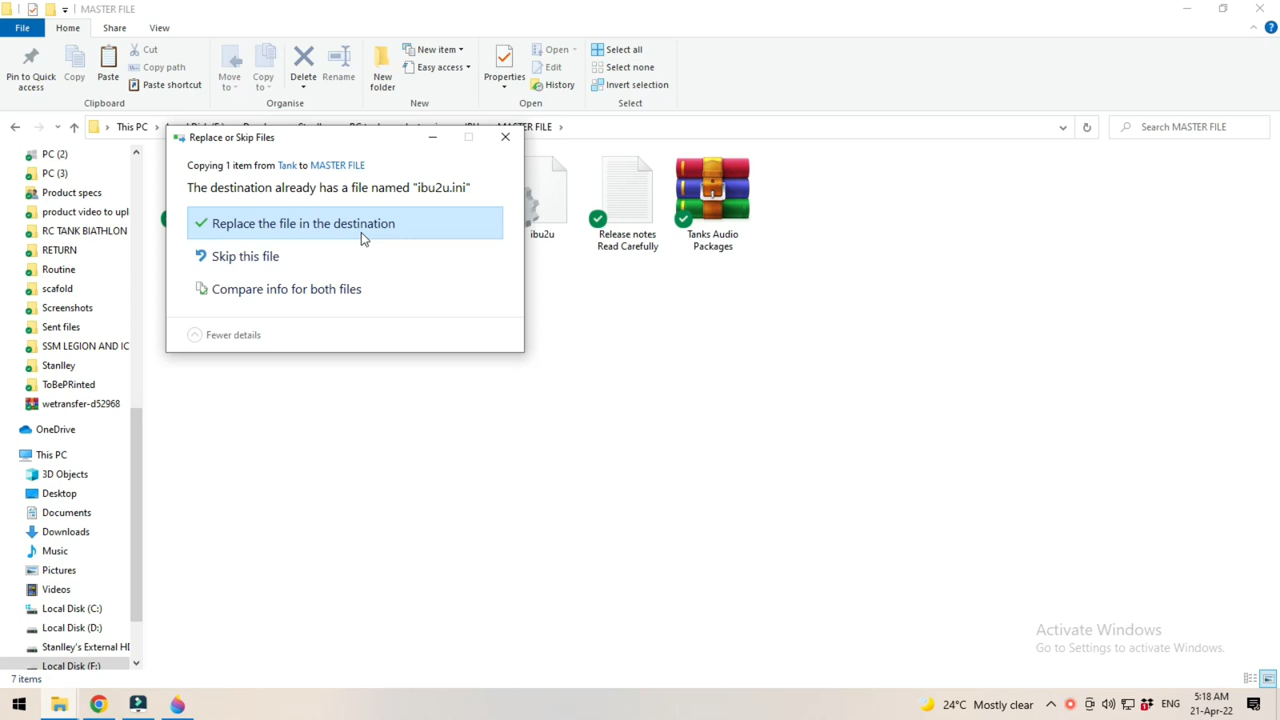 MASTER FILE
File
Home
Share
View
Pin to Quick
access
Copy
Paste
Cut
Copy path
Paste shortcut
Clipboard
Move
to
Copy
to
Delete
Rename
Organise
New
folder
New item
Easy access
New
Properties
Open
Edit
History
Open
Select all
Select none
Invert selection
Select
This PC
MASTER FILE
Search MASTER FILE
PC (2)
PC (3)
Product specs
product video to upl
RC TANK BIATHLON
RETURN
Routine
scafold
Screenshots
Sent files
SSM LEGION AND IC
Stanlley
ToBePRinted
wetransfer-d52968
OneDrive
This PC
3D Objects
Desktop
Documents
Downloads
Music
Pictures
Videos
Local Disk (C:)
Local Disk (D:)
Stanlley's External HD
Local Disk (F:)
Replace or Skip Files
Copying 1 item from Tank to MASTER FILE
The destination already has a file named "ibu2u.ini"
Replace the file in the destination
Skip this file
Compare info for both files
Fewer details
ibu2u
Release notes
Read Carefully
Tanks Audio
Packages
Activate Windows
Go to Settings to activate Windows.
7 items
24°C Mostly clear
ENG
5:18 AM
21-Apr-22